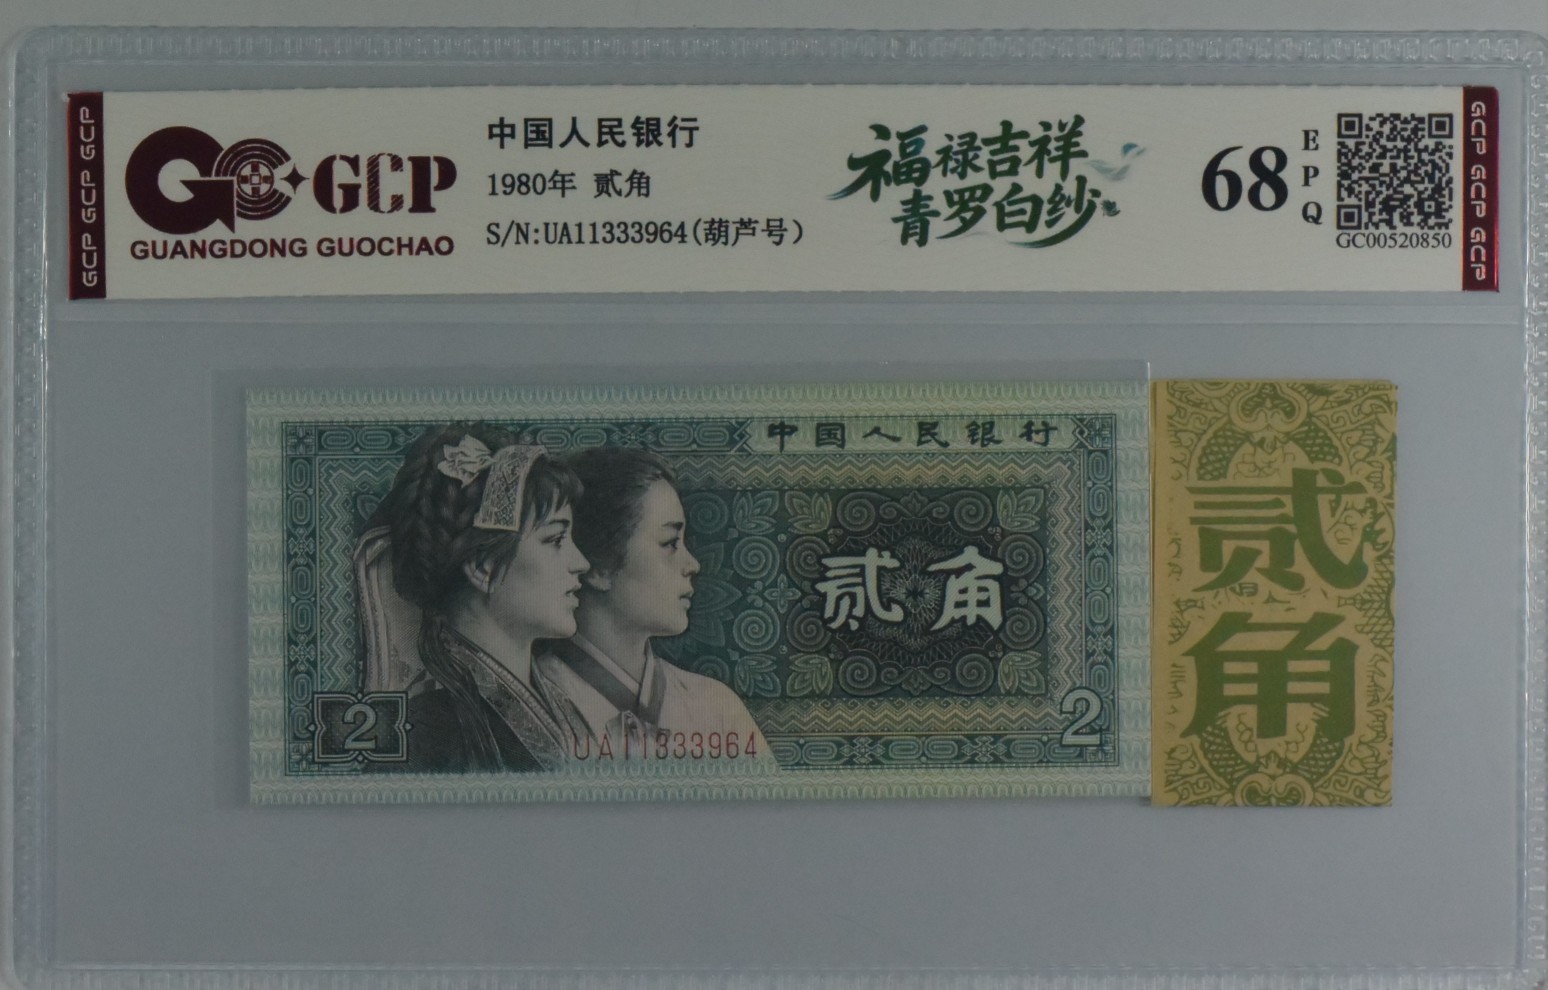 GCP GCP GCP
GCP
GUANGDONG GUOCHAO
中国人民银行
1980年 贰角
S/N:UA11333964(葫芦号)
福禄吉祥
青罗白纱
68
EPQ
GC00520850
GCP GCP GCP
中国人民银行
贰角
2
2
UA11333964
贰角